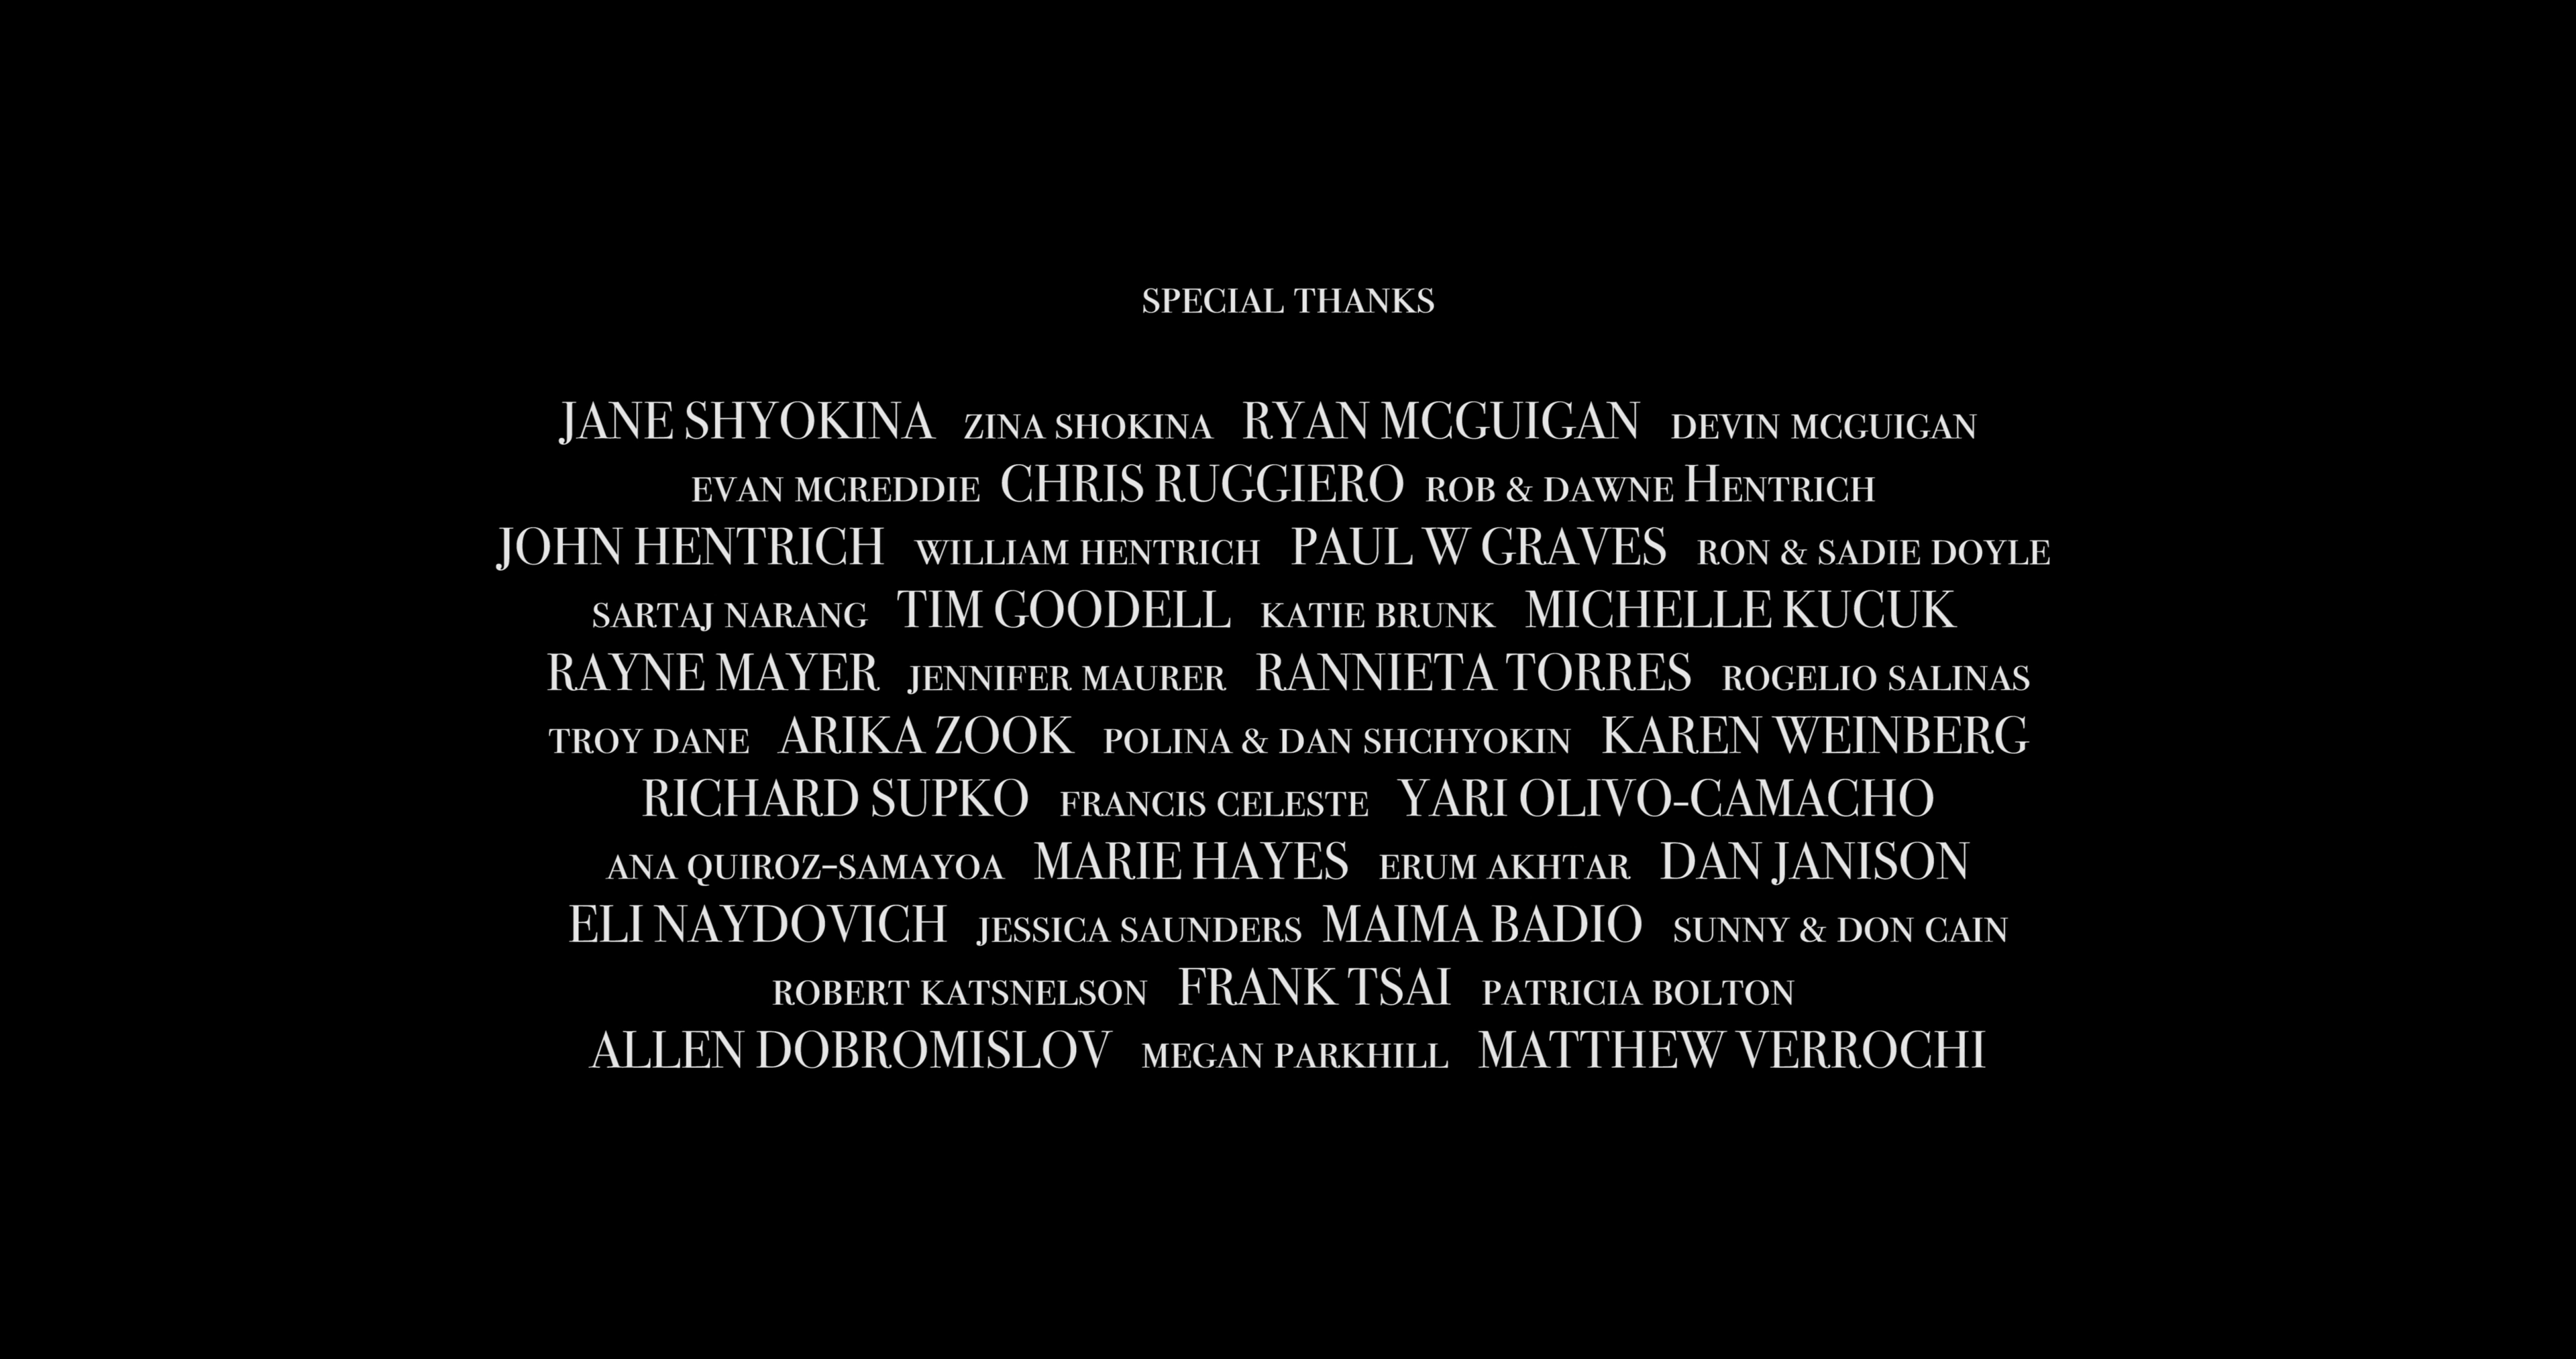 SPECIAL THANKS
JANE SHYOKINA ZINA SHOKINA RYAN MCGUIGAN DEVIN MCGUIGAN
EVAN MCREDDIE CHRIS RUGGIERO ROB & DAWNE HENTRICH
JOHN HENTRICH WILLIAM HENTRICH PAUL W GRAVES RON & SADIE DOYLE
SARTAJ NARANG TIM GOODELL KATIE BRUNK MICHELLE KUCUK
RAYNE MAYER JENNIFER MAURER RANNIETA TORRES ROGELIO SALINAS
TROY DANE ARIKA ZOOK POLINA & DAN SHCHYOKIN KAREN WEINBERG
RICHARD SUPKO FRANCIS CELESTE YARI OLIVO-CAMACHO
ANA QUIROZ-SAMAYOA MARIE HAYES ERUM AKHTAR DAN JANISON
ELI NAYDOVICH JESSICA SAUNDERS MAIMA BADIO SUNNY & DON CAIN
ROBERT KATSNELSON FRANK TSAI PATRICIA BOLTON
ALLEN DOBROMISLOV MEGAN PARKHILL MATTHEW VERROCHI